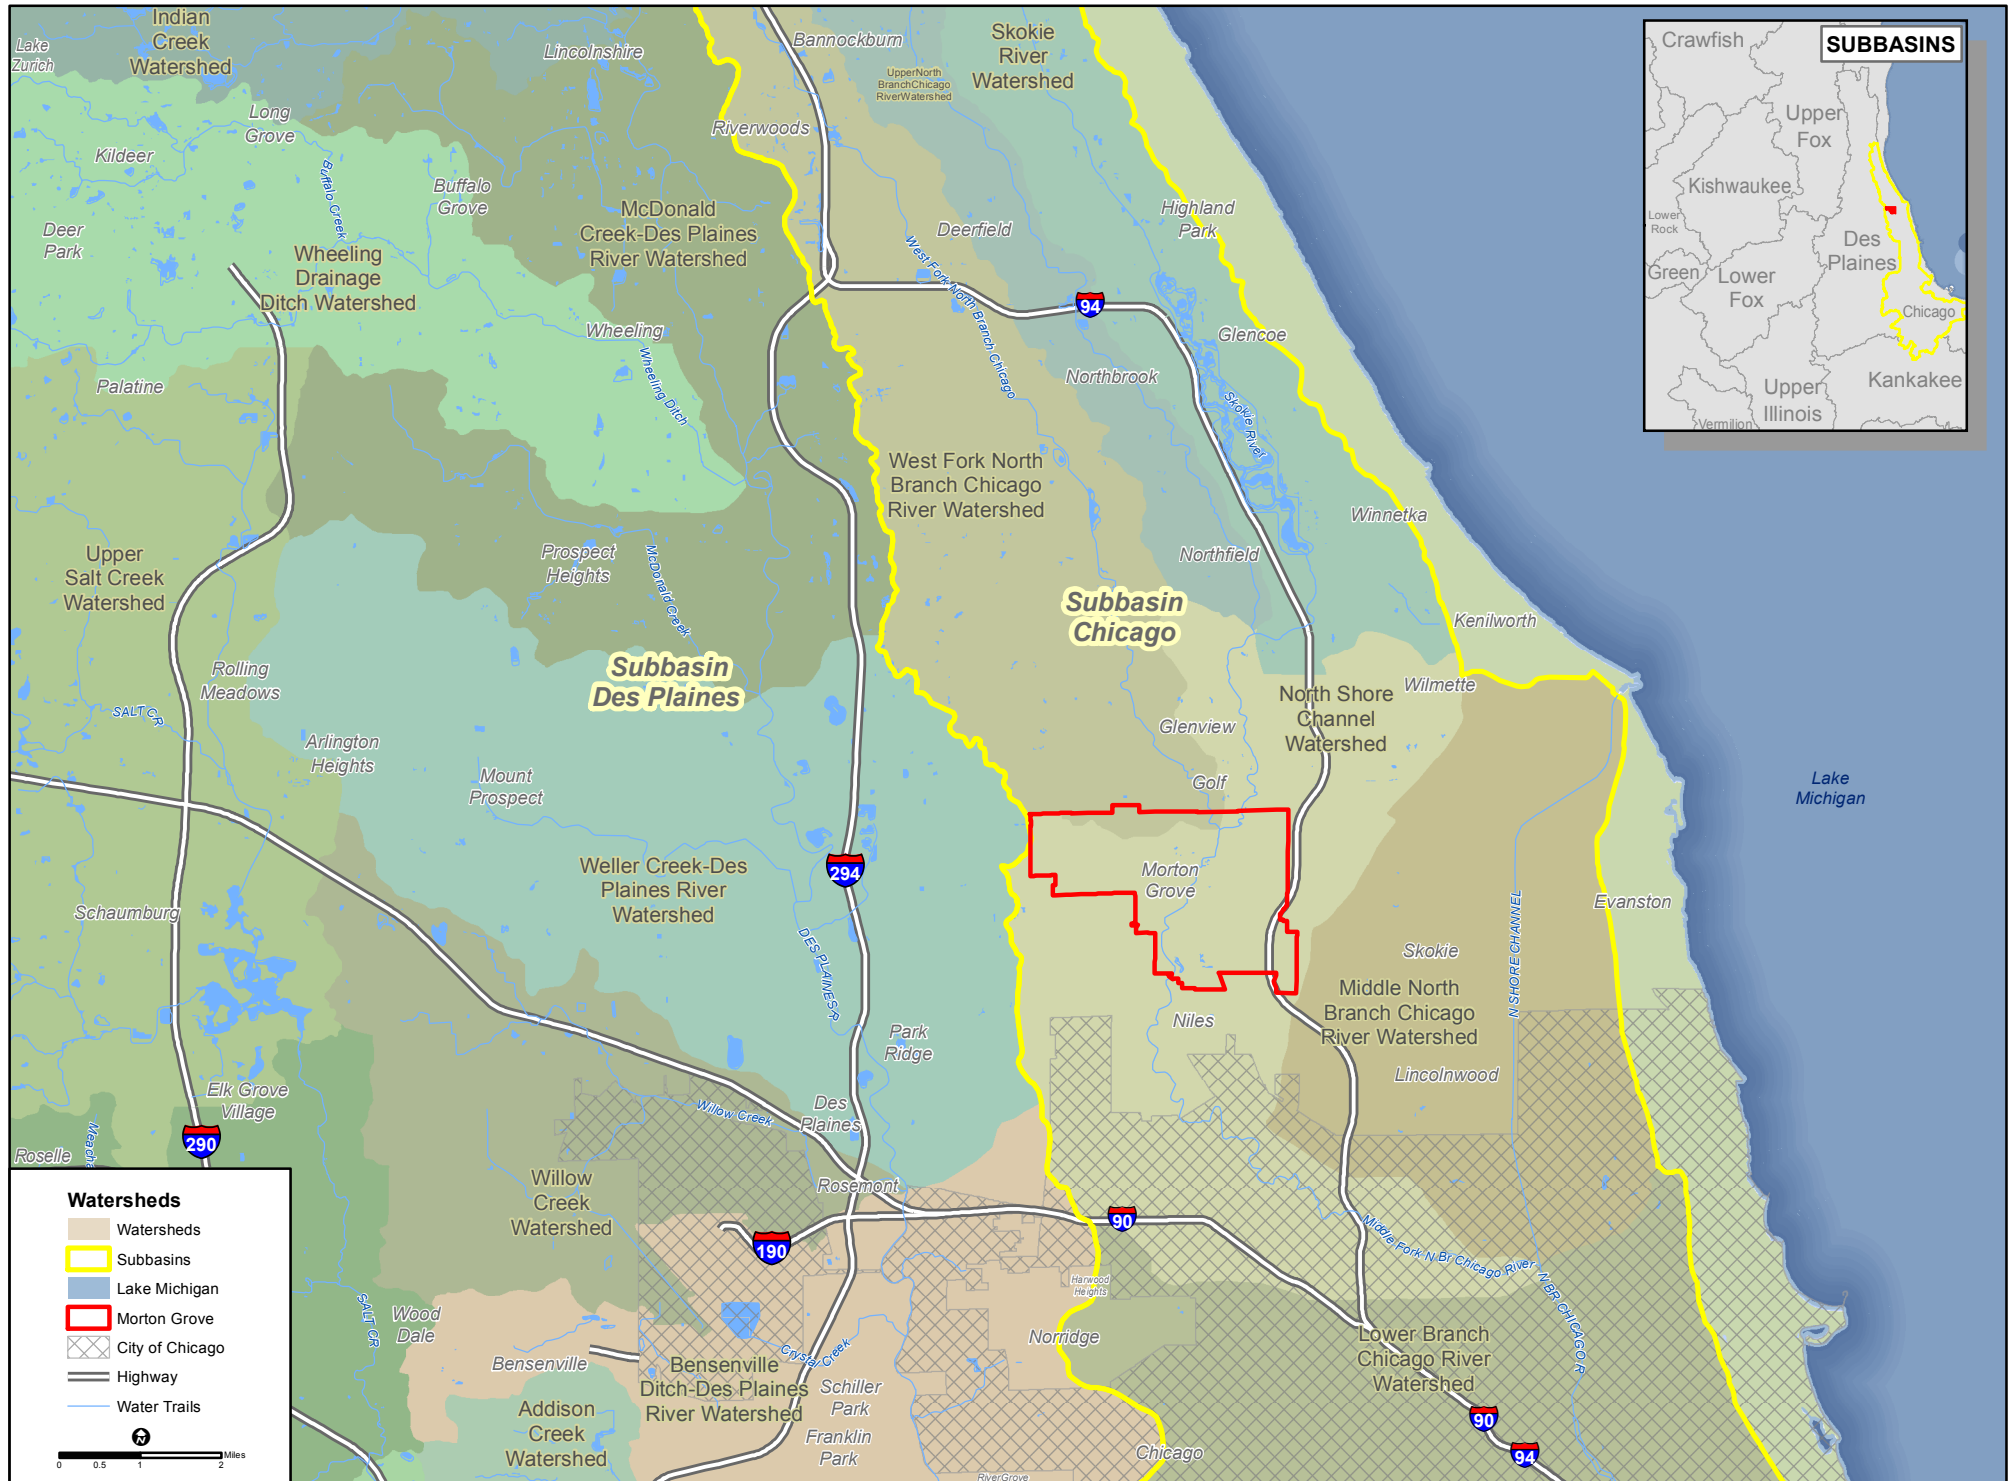 Indian
Creek
Watershed
Lake
Zurich
Lincolnshire
Bannockburn
Skokie
River
Watershed
UpperNorth
BranchChicago
RiverWatershed
Long
Grove
Kildeer
Riverwoods
Buffalo Creek
Buffalo
Grove
McDonald
Creek-Des Plaines
River Watershed
Deer
Park
Wheeling
Drainage
Ditch Watershed
Deerfield
Highland
Park
West Fork North Branch Chicago
94
Wheeling
Wheeling Ditch
Glencoe
Palatine
Northbrook
Skokie River
West Fork North
Branch Chicago
River Watershed
Winnetka
Upper
Salt Creek
Watershed
Prospect
Heights
McDonald Creek
Northfield
Subbasin
Chicago
Kenilworth
Rolling
Meadows
Subbasin
Des Plaines
SALT CR
Wilmette
North Shore
Channel
Watershed
Glenview
Arlington
Heights
Mount
Prospect
Golf
Lake
Michigan
Weller Creek-Des
Plaines River
Watershed
294
Morton
Grove
Schaumburg
Evanston
N SHORE CHANNEL
DES PLAINES R
Skokie
Middle North
Branch Chicago
River Watershed
Niles
Park
Ridge
Lincolnwood
Elk Grove
Village
Willow Creek
Des
Plaines
290
Meacha
Roselle
Willow
Creek
Watershed
Rosemont
90
190
Middle Fork N Br Chicago River
N BR CHICAGO R
Harwood
Heights
SALT CR
Wood
Dale
Norridge
Crystal Creek
Bensenville
Bensenville
Ditch-Des Plaines
River Watershed
Lower Branch
Chicago River
Watershed
Schiller
Park
Addison
Creek
Watershed
Franklin
Park
90
94
Chicago
RiverGrove
SUBBASINS
Crawfish
Upper
Fox
Kishwaukee
Lower
Rock
Des
Plaines
Green
Lower
Fox
Chicago
Kankakee
Upper
Illinois
Vermilion
Watersheds
Watersheds
Subbasins
Lake Michigan
Morton Grove
City of Chicago
Highway
Water Trails
N
Miles
0 0.5 1 2